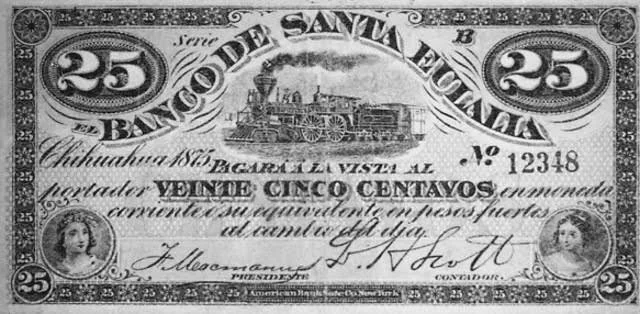 25 Serie B 25
EL BANCO DE SANTA EULALIA
Chihuahua 1875. PAGARÁ Á LA VISTA AL No 12348
portador VEINTE CINCO CENTAVOS en moneda
corriente ó su equivalente en pesos fuertes
al cambio del dia.
PRESIDENTE D. H. Scott CONTADOR.
25 American Bank Note Co. New York 25